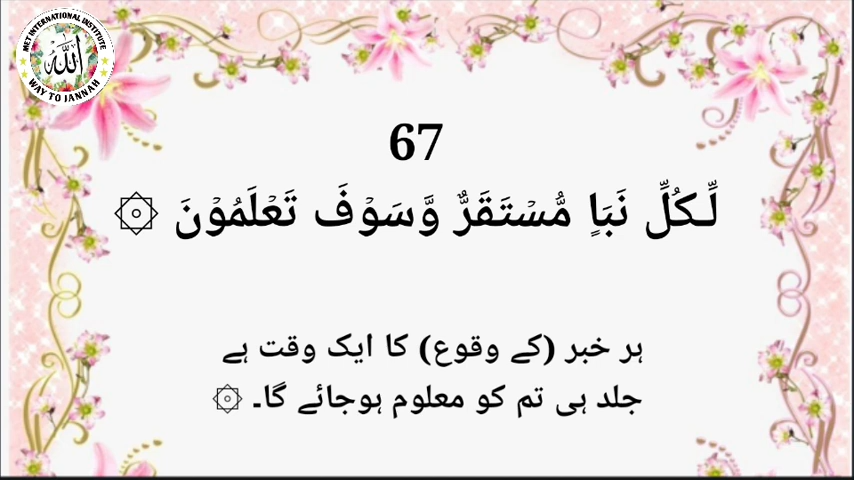 MET INTERNATIONAL INSTITUTE
الله
WAY TO JANNAH
67
لِّـكُلِّ نَبَاٍ مُّسْتَقَرٌّ وَّسَوْفَ تَعْلَمُوْنَ ۞
ہر خبر (کے وقوع) کا ایک وقت ہے
جلد ہی تم کو معلوم ہوجائے گا۔ ۞